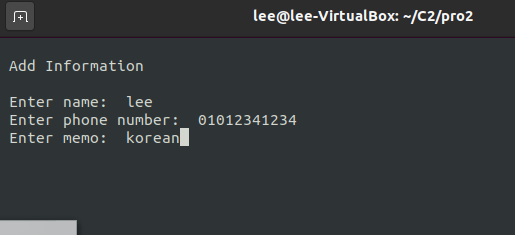 lee@lee-VirtualBox: ~/C2/pro2
Add Information
Enter name:  lee
Enter phone number:  01012341234
Enter memo:  korean